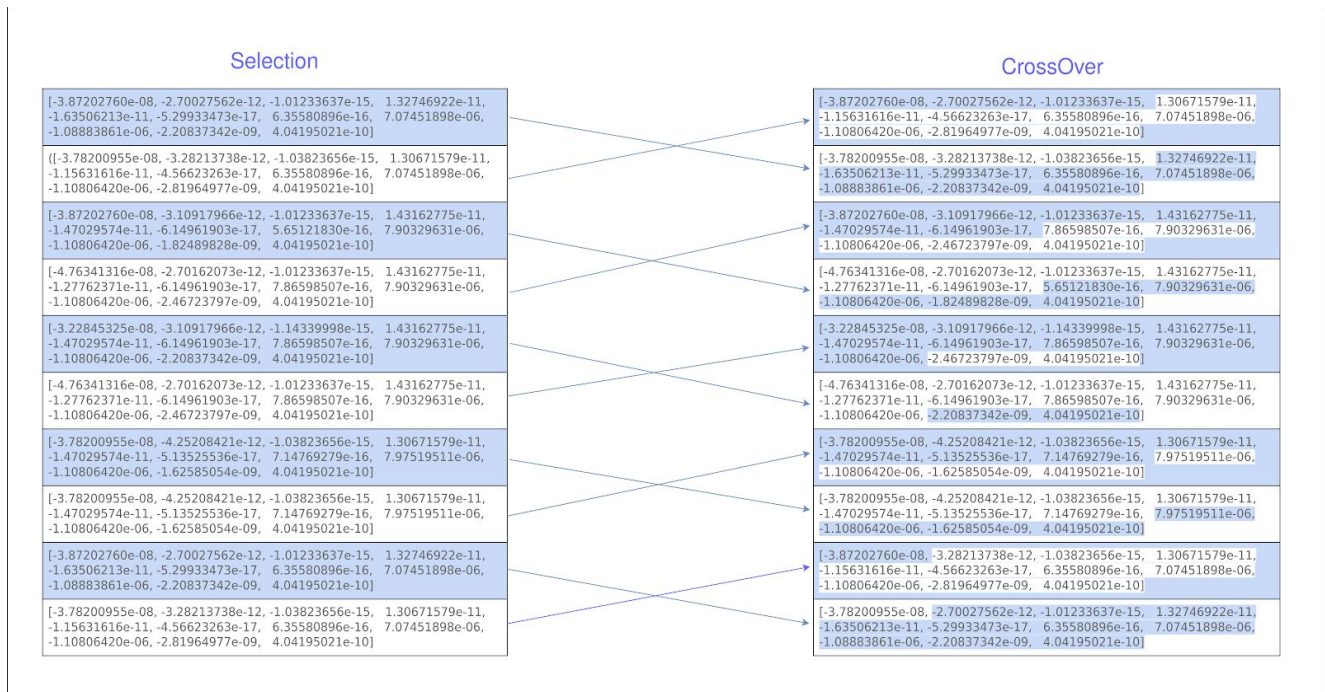 Selection
[-3.87202760e-08, -2.70027562e-12, -1.01233637e-15, 1.32746922e-11,
-1.63506213e-11, -5.29933473e-17, 6.35580896e-16, 7.07451898e-06,
-1.08883861e-06, -2.20837342e-09, 4.04195021e-10]
([-3.78200955e-08, -3.28213738e-12, -1.03823656e-15, 1.30671579e-11,
-1.15631616e-11, -4.56623263e-17, 6.35580896e-16, 7.07451898e-06,
-1.10806420e-06, -2.81964977e-09, 4.04195021e-10]
[-3.87202760e-08, -3.10917966e-12, -1.01233637e-15, 1.43162775e-11,
-1.47029574e-11, -6.14961903e-17, 5.65121830e-16, 7.90329631e-06,
-1.10806420e-06, -1.82489828e-09, 4.04195021e-10]
[-4.76341316e-08, -2.70162073e-12, -1.01233637e-15, 1.43162775e-11,
-1.27762371e-11, -6.14961903e-17, 7.86598507e-16, 7.90329631e-06,
-1.10806420e-06, -2.46723797e-09, 4.04195021e-10]
[-3.22845325e-08, -3.10917966e-12, -1.14339998e-15, 1.43162775e-11,
-1.47029574e-11, -6.14961903e-17, 7.86598507e-16, 7.90329631e-06,
-1.10806420e-06, -2.20837342e-09, 4.04195021e-10]
[-4.76341316e-08, -2.70162073e-12, -1.01233637e-15, 1.43162775e-11,
-1.27762371e-11, -6.14961903e-17, 7.86598507e-16, 7.90329631e-06,
-1.10806420e-06, -2.46723797e-09, 4.04195021e-10]
[-3.78200955e-08, -4.25208421e-12, -1.03823656e-15, 1.30671579e-11,
-1.47029574e-11, -5.13525536e-17, 7.14769279e-16, 7.97519511e-06,
-1.10806420e-06, -1.62585054e-09, 4.04195021e-10]
[-3.78200955e-08, -4.25208421e-12, -1.03823656e-15, 1.30671579e-11,
-1.47029574e-11, -5.13525536e-17, 7.14769279e-16, 7.97519511e-06,
-1.10806420e-06, -1.62585054e-09, 4.04195021e-10]
[-3.87202760e-08, -2.70027562e-12, -1.01233637e-15, 1.32746922e-11,
-1.63506213e-11, -5.29933473e-17, 6.35580896e-16, 7.07451898e-06,
-1.08883861e-06, -2.20837342e-09, 4.04195021e-10]
[-3.78200955e-08, -3.28213738e-12, -1.03823656e-15, 1.30671579e-11,
-1.15631616e-11, -4.56623263e-17, 6.35580896e-16, 7.07451898e-06,
-1.10806420e-06, -2.81964977e-09, 4.04195021e-10]
CrossOver
[-3.87202760e-08, -2.70027562e-12, -1.01233637e-15, 1.30671579e-11,
-1.15631616e-11, -4.56623263e-17, 6.35580896e-16, 7.07451898e-06,
-1.10806420e-06, -2.81964977e-09, 4.04195021e-10]
[-3.78200955e-08, -3.28213738e-12, -1.03823656e-15, 1.32746922e-11,
-1.63506213e-11, -5.29933473e-17, 6.35580896e-16, 7.07451898e-06,
-1.08883861e-06, -2.20837342e-09, 4.04195021e-10]
[-3.87202760e-08, -3.10917966e-12, -1.01233637e-15, 1.43162775e-11,
-1.47029574e-11, -6.14961903e-17, 7.86598507e-16, 7.90329631e-06,
-1.10806420e-06, -2.46723797e-09, 4.04195021e-10]
[-4.76341316e-08, -2.70162073e-12, -1.01233637e-15, 1.43162775e-11,
-1.27762371e-11, -6.14961903e-17, 5.65121830e-16, 7.90329631e-06,
-1.10806420e-06, -1.82489828e-09, 4.04195021e-10]
[-3.22845325e-08, -3.10917966e-12, -1.14339998e-15, 1.43162775e-11,
-1.47029574e-11, -6.14961903e-17, 7.86598507e-16, 7.90329631e-06,
-1.10806420e-06, -2.46723797e-09, 4.04195021e-10]
[-4.76341316e-08, -2.70162073e-12, -1.01233637e-15, 1.43162775e-11,
-1.27762371e-11, -6.14961903e-17, 7.86598507e-16, 7.90329631e-06,
-1.10806420e-06, -2.20837342e-09, 4.04195021e-10]
[-3.78200955e-08, -4.25208421e-12, -1.03823656e-15, 1.30671579e-11,
-1.47029574e-11, -5.13525536e-17, 7.14769279e-16, 7.97519511e-06,
-1.10806420e-06, -1.62585054e-09, 4.04195021e-10]
[-3.78200955e-08, -4.25208421e-12, -1.03823656e-15, 1.30671579e-11,
-1.47029574e-11, -5.13525536e-17, 7.14769279e-16, 7.97519511e-06,
-1.10806420e-06, -1.62585054e-09, 4.04195021e-10]
[-3.87202760e-08, -3.28213738e-12, -1.03823656e-15, 1.30671579e-11,
-1.15631616e-11, -4.56623263e-17, 6.35580896e-16, 7.07451898e-06,
-1.10806420e-06, -2.81964977e-09, 4.04195021e-10]
[-3.78200955e-08, -2.70027562e-12, -1.01233637e-15, 1.32746922e-11,
-1.63506213e-11, -5.29933473e-17, 6.35580896e-16, 7.07451898e-06,
-1.08883861e-06, -2.20837342e-09, 4.04195021e-10]